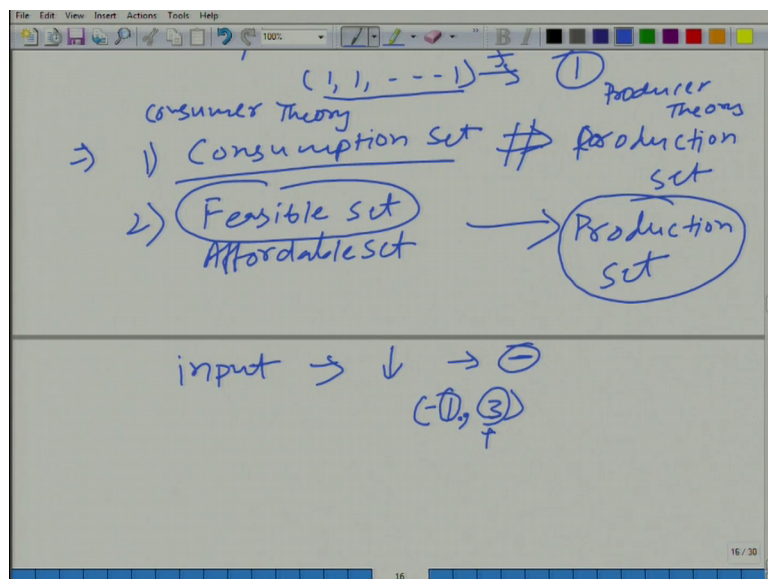 File Edit View Insert Actions Tools Help
100%
B I
(1, 1, - - - 1) → ①
Producer
Theory
Consumer Theory
⇒ 1) Consumption set ⇏ production
set
2) Feasible set → Production
set
Affordable set
input → ↓ → ⊖
(-①, ③)
16 / 30
16